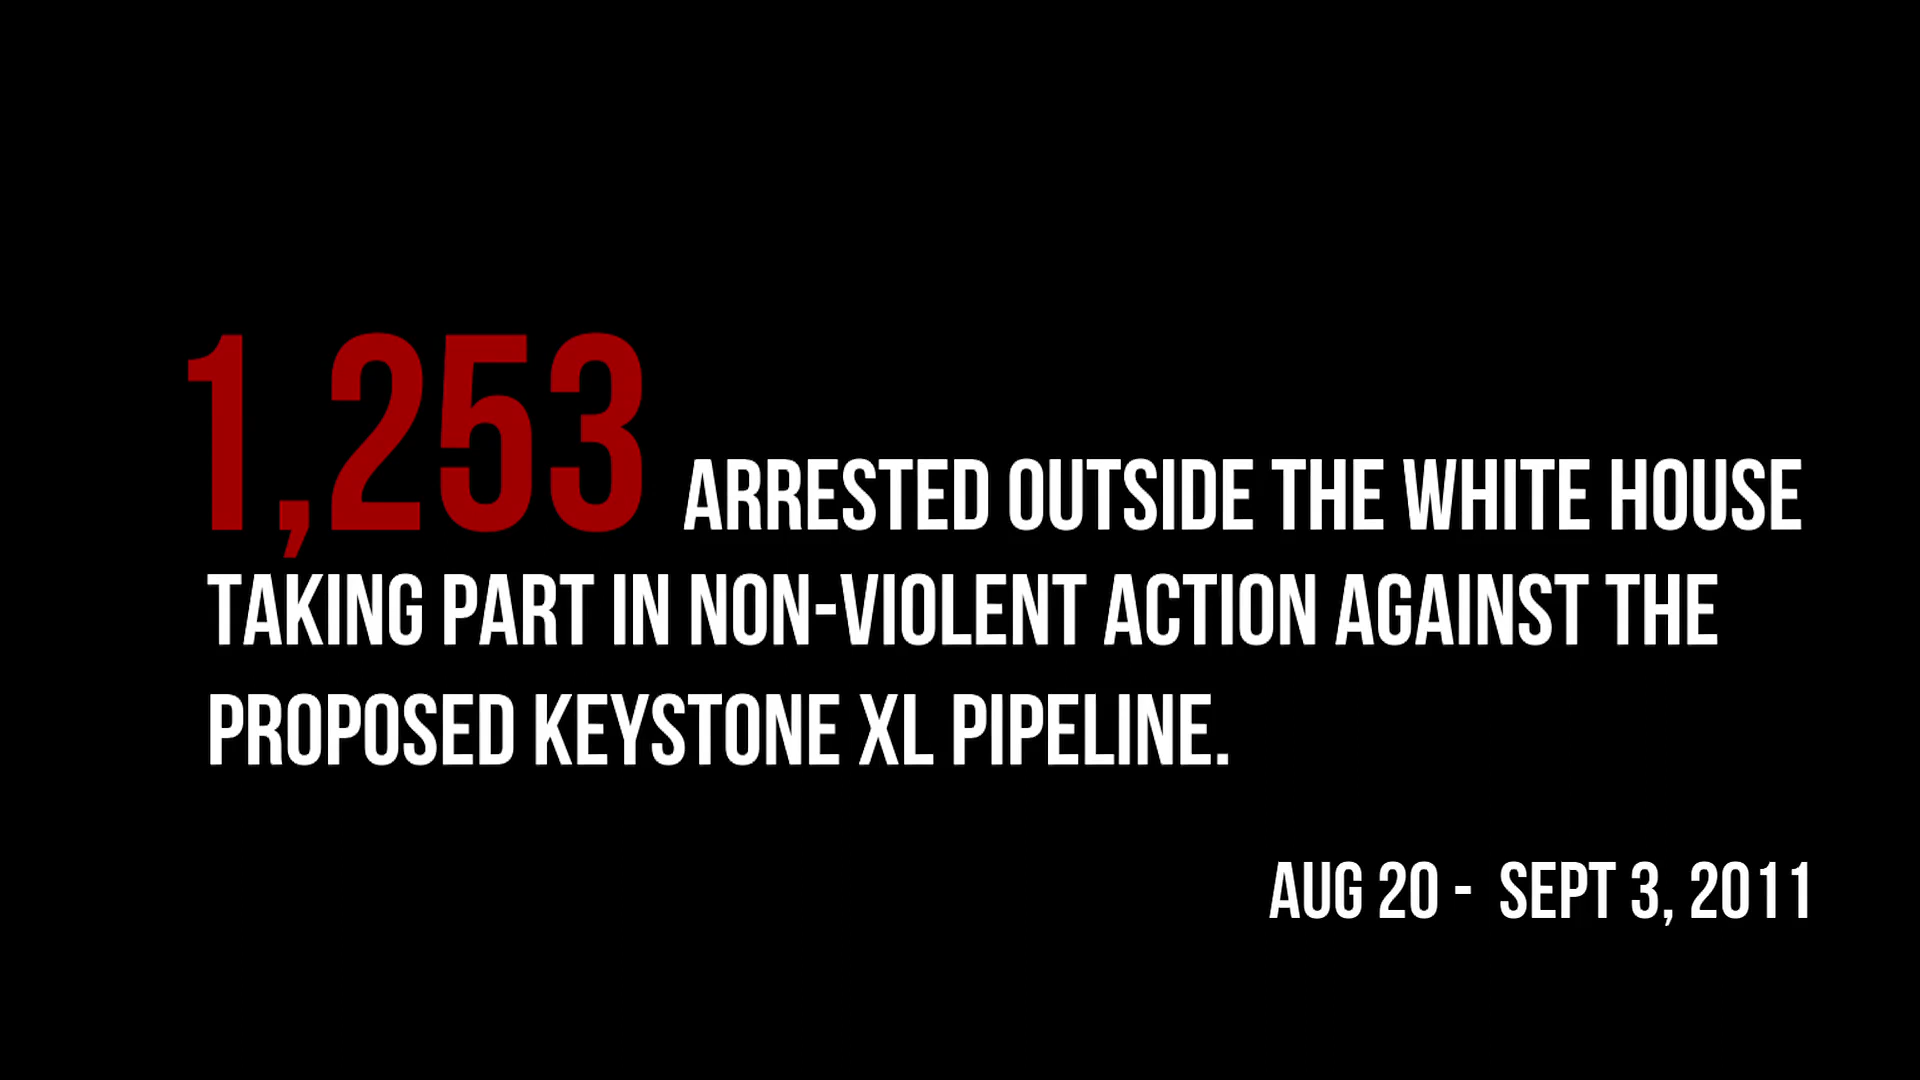 1,253 ARRESTED OUTSIDE THE WHITE HOUSE
TAKING PART IN NON-VIOLENT ACTION AGAINST THE
PROPOSED KEYSTONE XL PIPELINE.
AUG 20 - SEPT 3, 2011